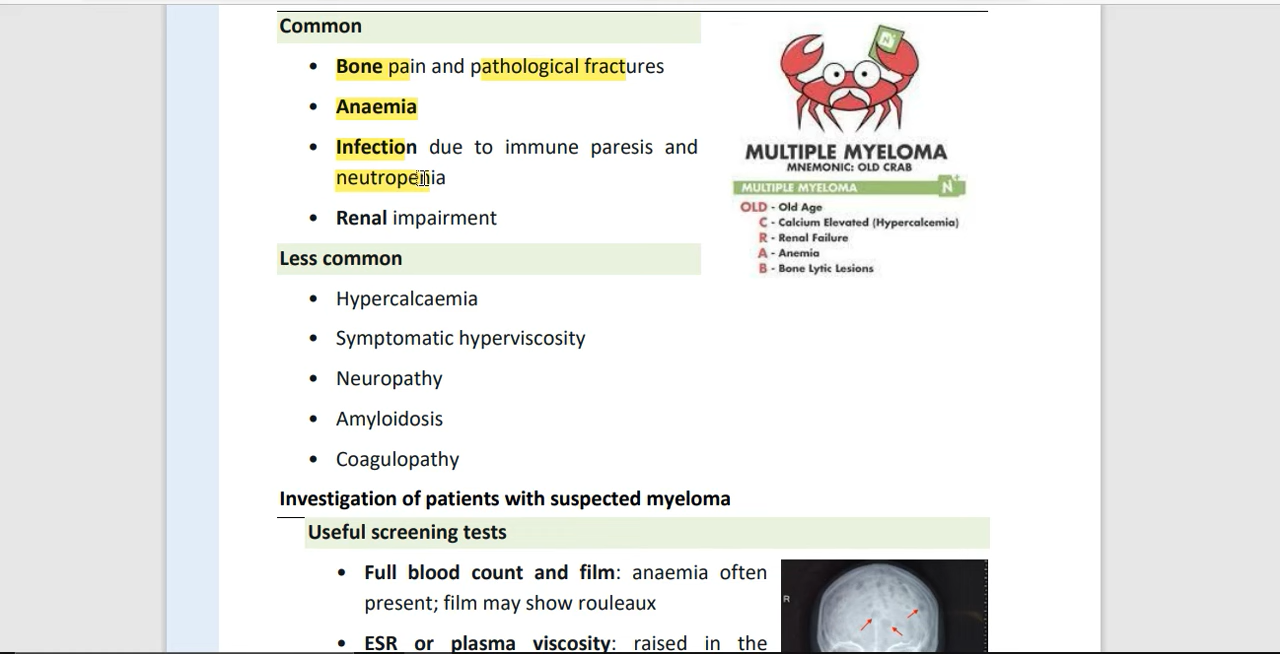 Common
• Bone pain and pathological fractures
• Anaemia
• Infection due to immune paresis and
neutropenia
• Renal impairment
Less common
• Hypercalcaemia
• Symptomatic hyperviscosity
• Neuropathy
• Amyloidosis
• Coagulopathy
N+
MULTIPLE MYELOMA
MNEMONIC: OLD CRAB
MULTIPLE MYELOMA N+
OLD - Old Age
C - Calcium Elevated (Hypercalcemia)
R - Renal Failure
A - Anemia
B - Bone Lytic Lesions
Investigation of patients with suspected myeloma
Useful screening tests
• Full blood count and film: anaemia often
present; film may show rouleaux
• ESR or plasma viscosity: raised in the
R